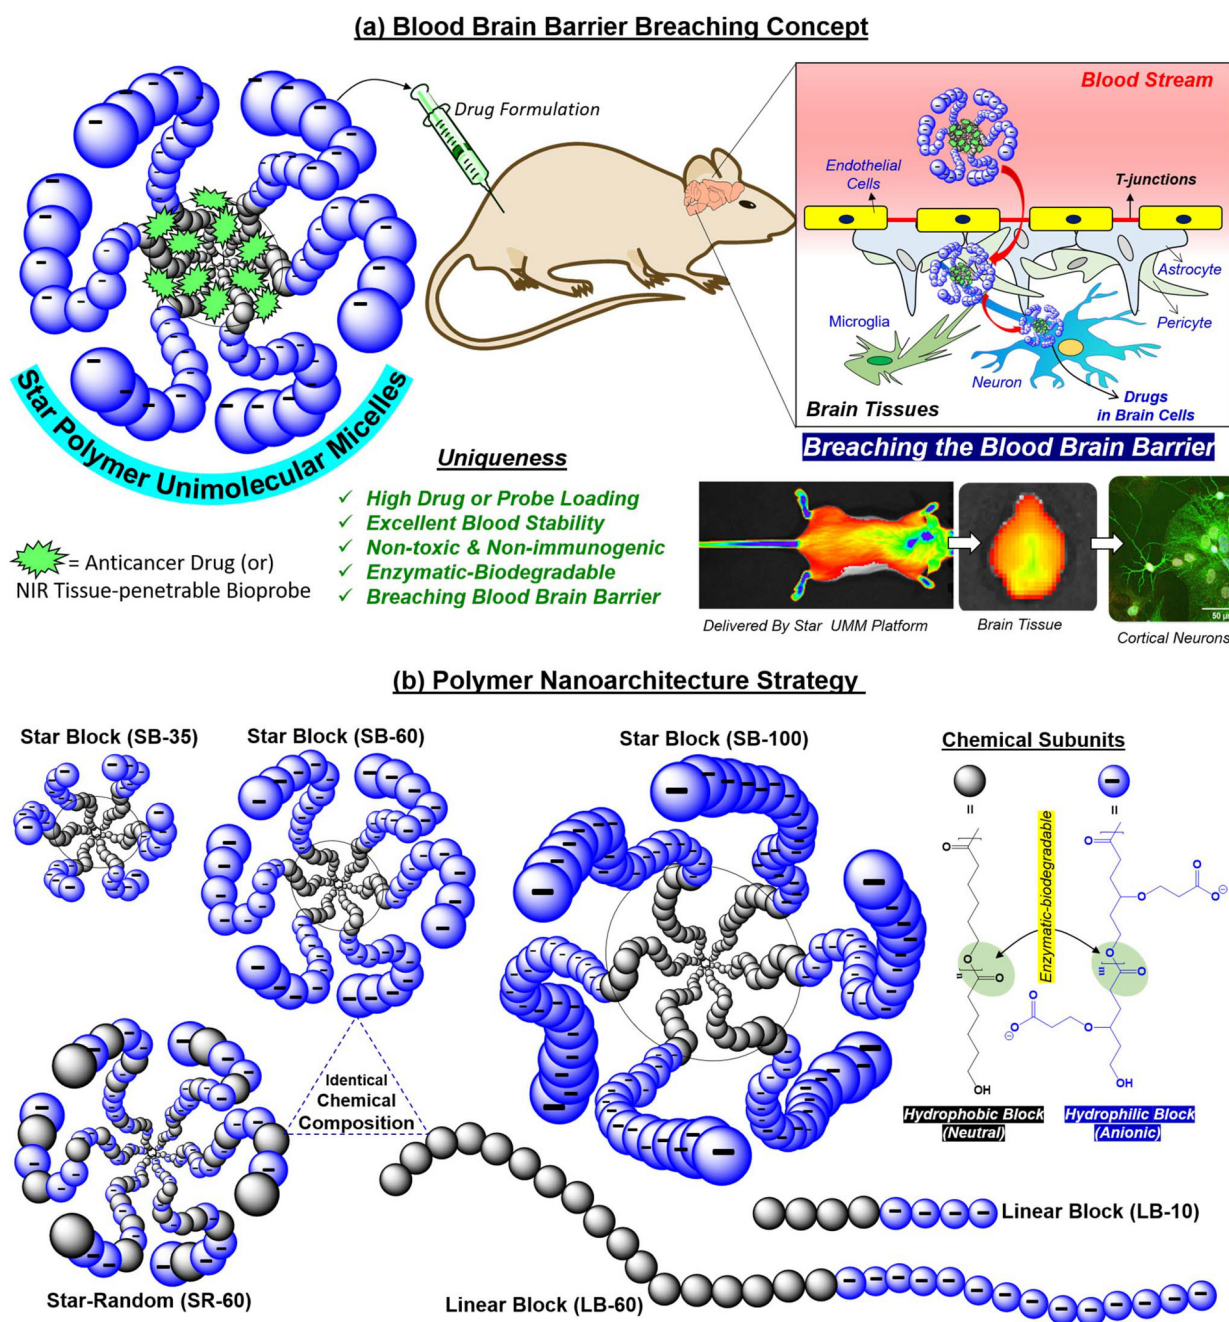 (a) Blood Brain Barrier Breaching Concept
Drug Formulation
Blood Stream
Endothelial
Cells
T-junctions
Astrocyte
Pericyte
Microglia
Neuron
Drugs
in Brain Cells
Brain Tissues
Breaching the Blood Brain Barrier
Star Polymer Unimolecular Micelles
= Anticancer Drug (or)
NIR Tissue-penetrable Bioprobe
Uniqueness
✓ High Drug or Probe Loading
✓ Excellent Blood Stability
✓ Non-toxic & Non-immunogenic
✓ Enzymatic-Biodegradable
✓ Breaching Blood Brain Barrier
Delivered By Star UMM Platform
Brain Tissue
50 µ
Cortical Neurons
(b) Polymer Nanoarchitecture Strategy
Star Block (SB-35)
Star Block (SB-60)
Star Block (SB-100)
Chemical Subunits
=
=
O
O
O
O
O
O
Enzymatic-biodegradable
O
O
n
O
O
m
O
O
O
O
OH
OH
Hydrophobic Block
(Neutral)
Hydrophilic Block
(Anionic)
Identical
Chemical
Composition
Star-Random (SR-60)
Linear Block (LB-60)
Linear Block (LB-10)